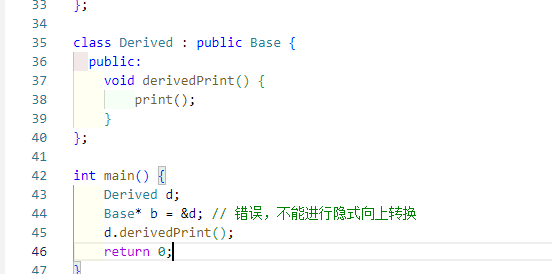 33 };
34
35 class Derived : public Base {
36 public:
37 void derivedPrint() {
38 print();
39 }
40 };
41
42 int main() {
43 Derived d;
44 Base* b = &d; // 错误，不能进行隐式向上转换
45 d.derivedPrint();
46 return 0;
47 }